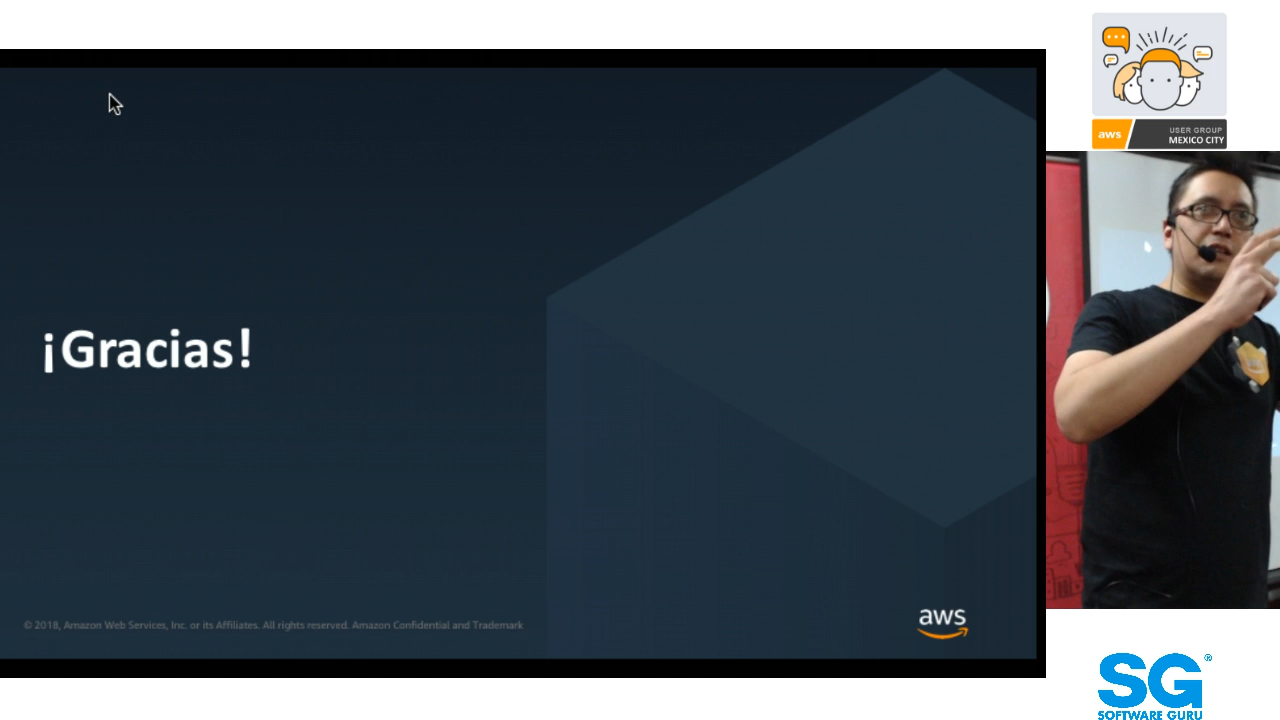 aws
USER GROUP
MEXICO CITY
¡Gracias!
© 2018, Amazon Web Services, Inc. or its Affiliates. All rights reserved. Amazon Confidential and Trademark
aws
SG®
SOFTWARE GURU